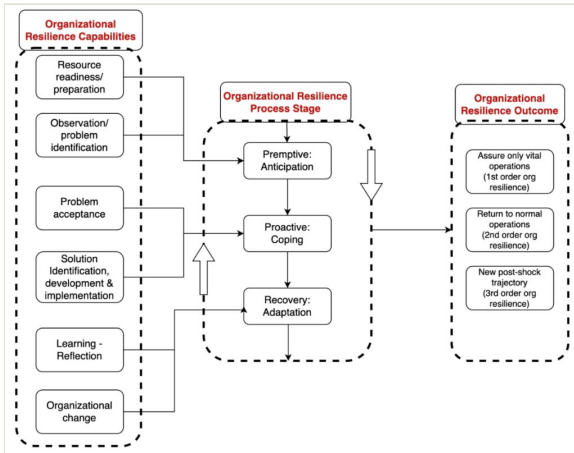 Organizational
Resilience Capabilities
Resource
readiness/
preparation
Observation/
problem
identification
Problem
acceptance
Solution
Identification,
development &
implementation
Learning -
Reflection
Organizational
change
Organizational Resilience
Process Stage
Premptive:
Anticipation
Proactive:
Coping
Recovery:
Adaptation
Organizational
Resilience Outcome
Assure only vital
operations
(1st order org
resilience)
Return to normal
operations
(2nd order org
resilience)
New post-shock
trajectory
(3rd order org
resilience)